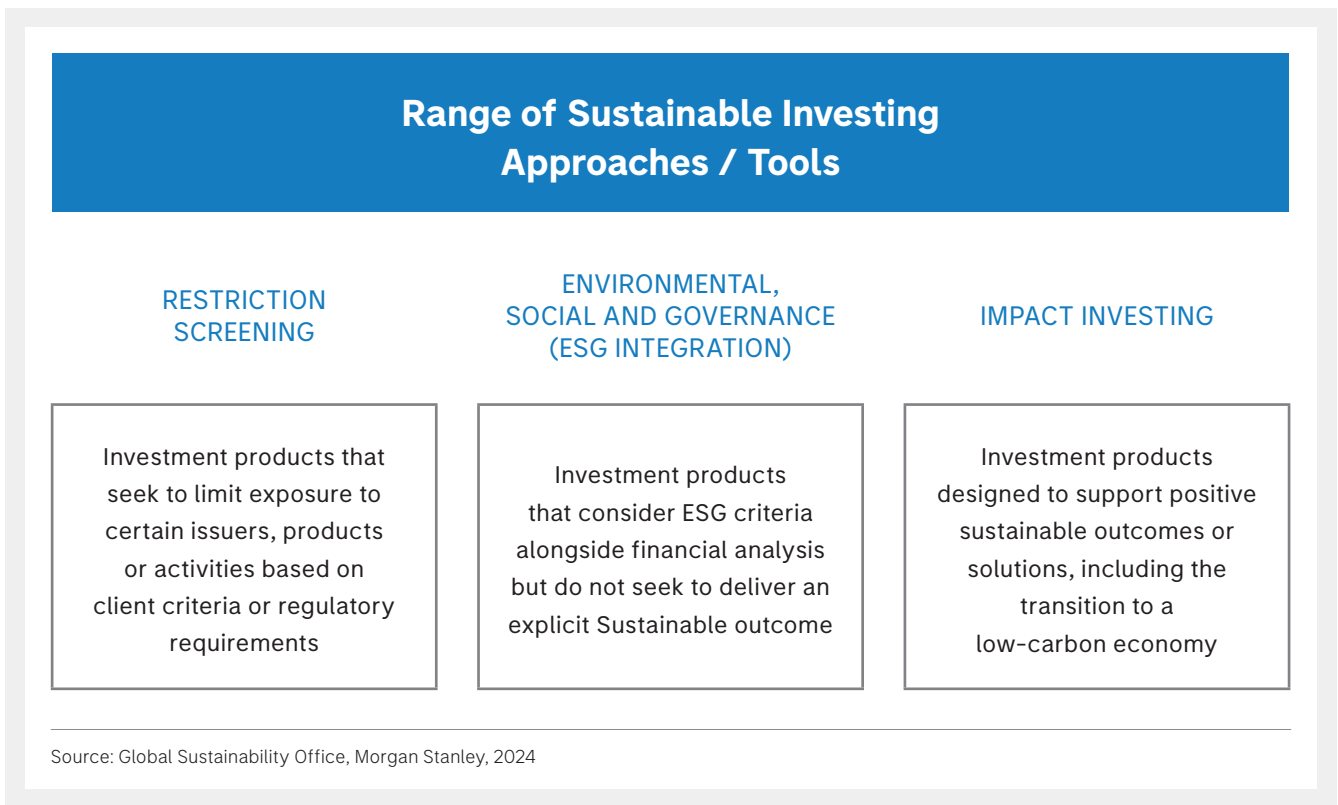 Range of Sustainable Investing
Approaches / Tools
RESTRICTION
SCREENING
Investment products that
seek to limit exposure to
certain issuers, products
or activities based on
client criteria or regulatory
requirements
ENVIRONMENTAL,
SOCIAL AND GOVERNANCE
(ESG INTEGRATION)
Investment products
that consider ESG criteria
alongside financial analysis
but do not seek to deliver an
explicit Sustainable outcome
IMPACT INVESTING
Investment products
designed to support positive
sustainable outcomes or
solutions, including the
transition to a
low-carbon economy
Source: Global Sustainability Office, Morgan Stanley, 2024